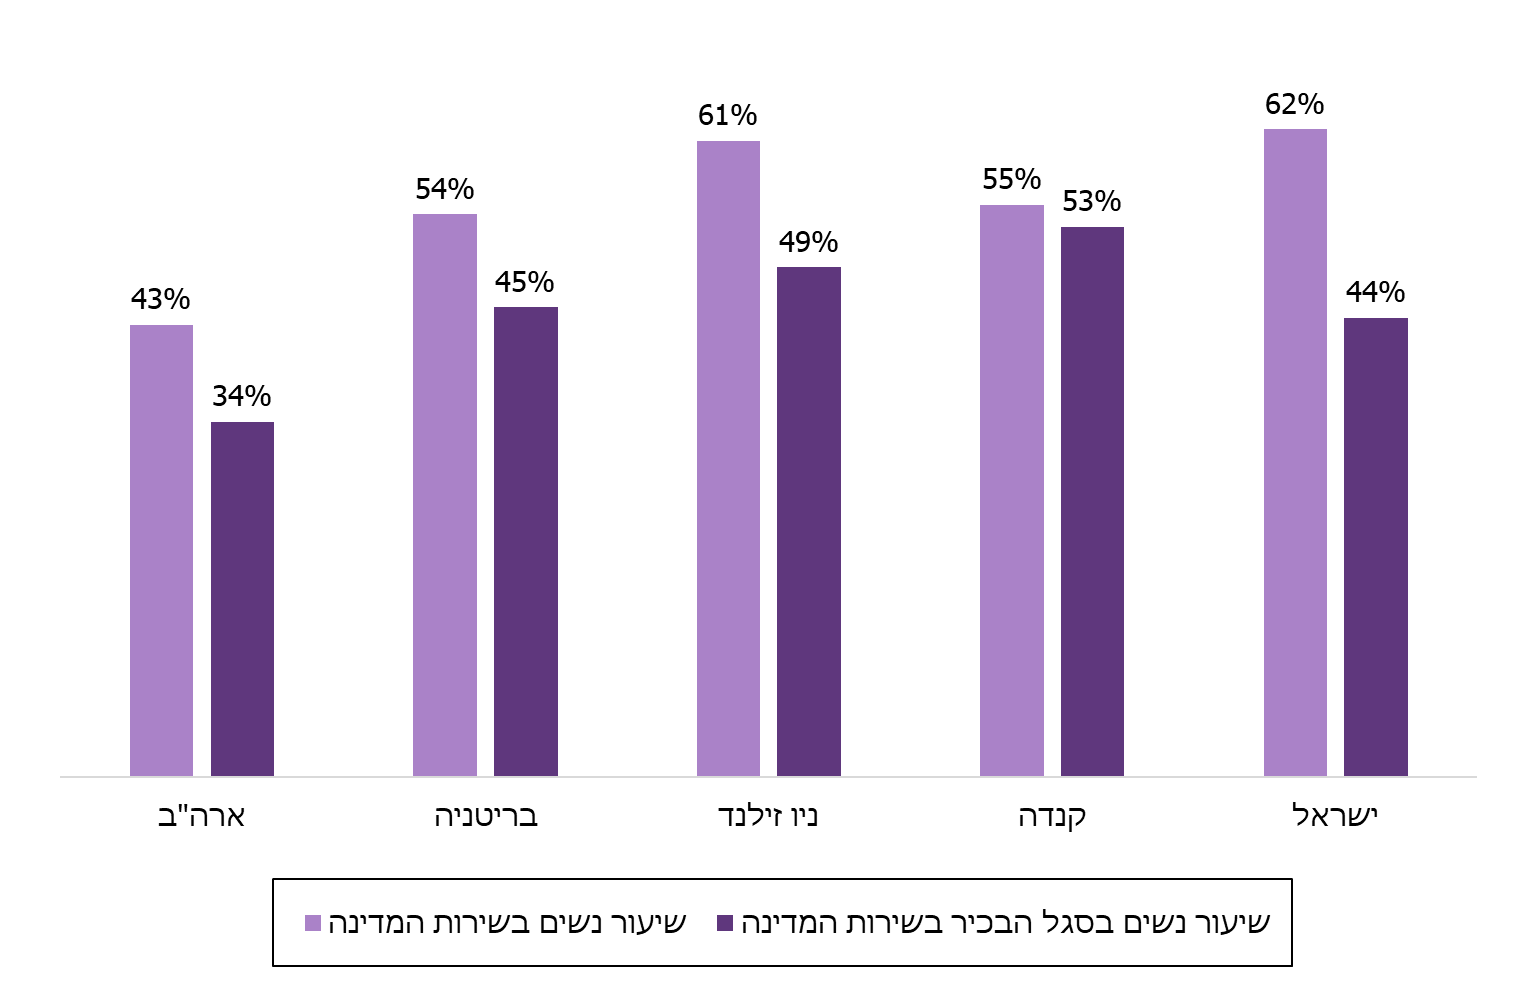 62%
61%
55%
54%
53%
49%
45%
44%
43%
34%
ישראל
קנדה
ניו זילנד
בריטניה
ארה"ב
שיעור נשים בסגל הבכיר בשירות המדינה
שיעור נשים בשירות המדינה